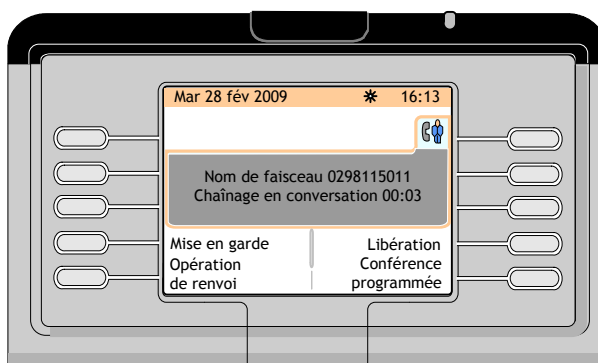 Mar 28 fév 2009 16:13
Nom de faisceau 0298115011
Chaînage en conversation 00:03
Mise en garde Libération
Opération Conférence
de renvoi programmée